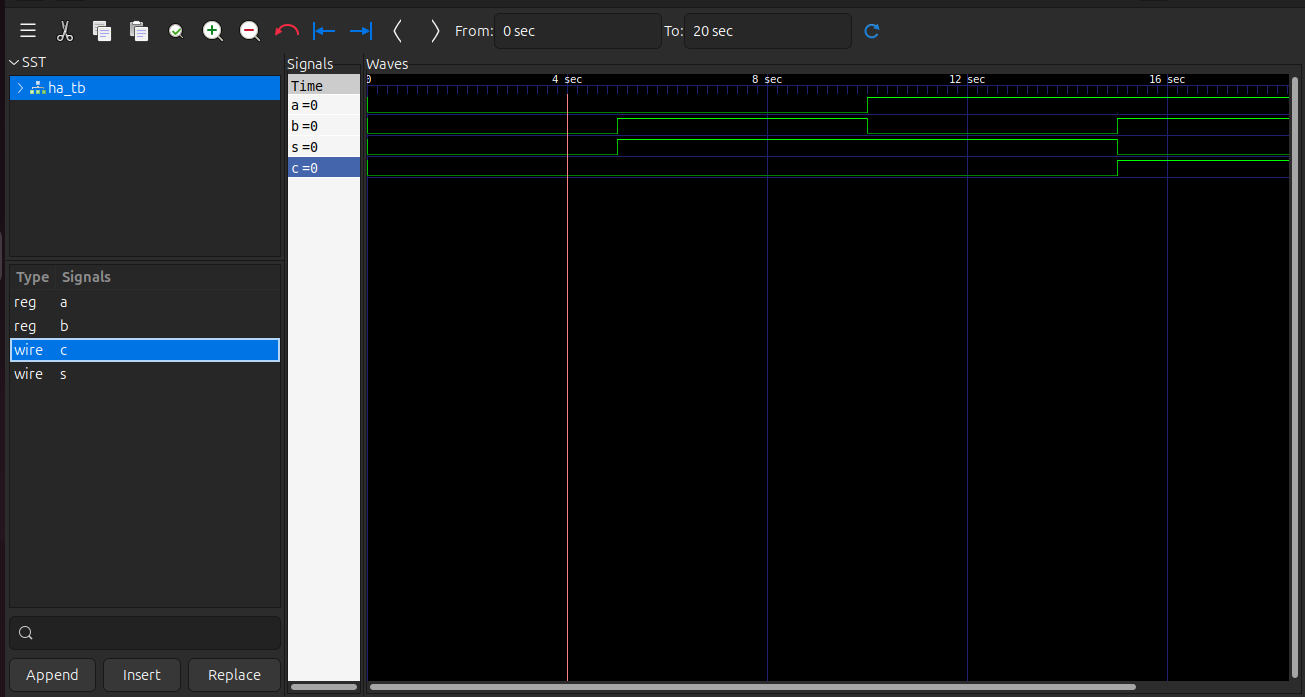 From: 0 sec To: 20 sec
SST
ha_tb
Type Signals
reg a
reg b
wire c
wire s
Append Insert Replace
Signals
Time
a=0
b=0
s=0
c=0
Waves
0 4 sec 8 sec 12 sec 16 sec